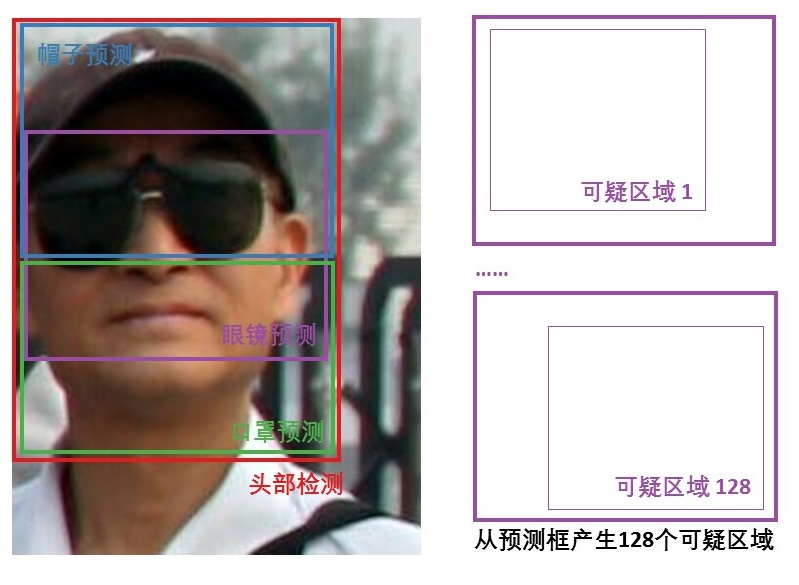 帽子预测
眼镜预测
口罩预测
头部检测
可疑区域 1
......
可疑区域 128
从预测框产生128个可疑区域